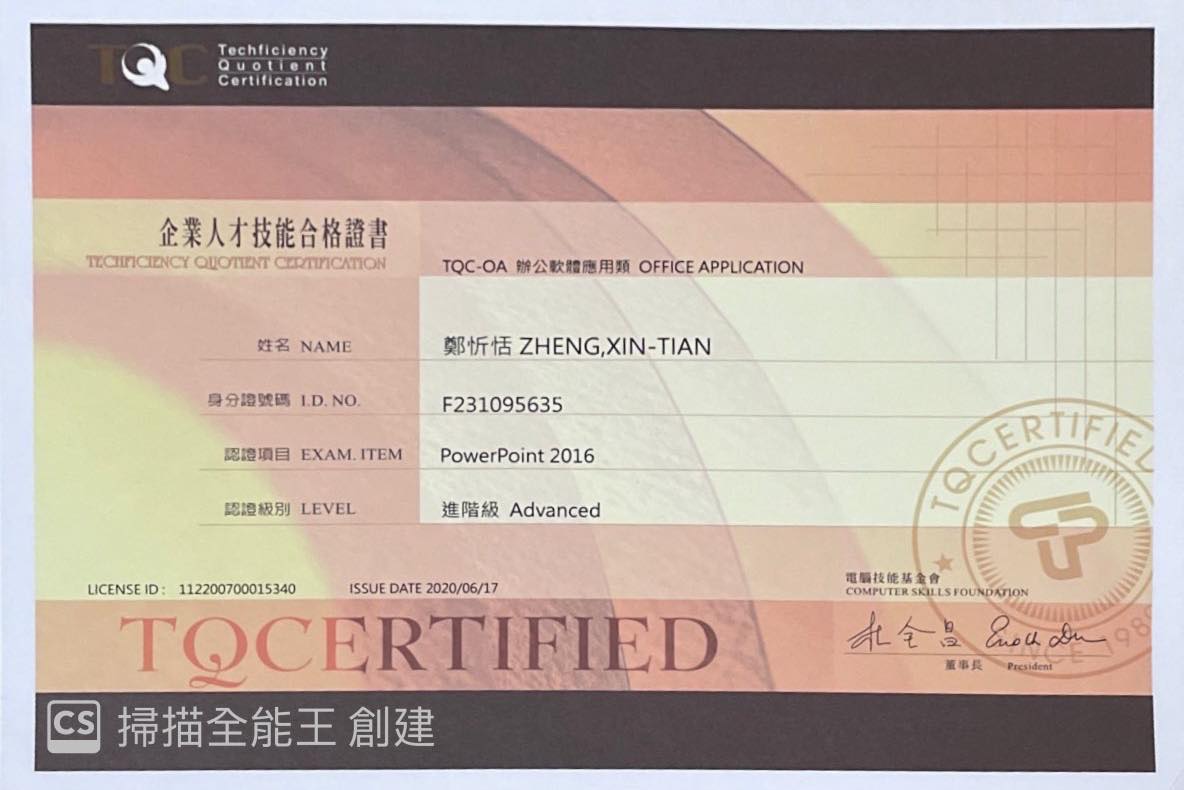 TQC Techficiency
Quotient
Certification
企業人才技能合格證書
TECHFICIENCY QUOTIENT CERTIFICATION
TQC-OA 辦公軟體應用類 OFFICE APPLICATION
姓名 NAME 鄭忻恬 ZHENG,XIN-TIAN
身分證號碼 I.D. NO. F231095635
認證項目 EXAM. ITEM PowerPoint 2016
認證級別 LEVEL 進階級 Advanced
TQCERTIFIED
LICENSE ID : 112200700015340 ISSUE DATE 2020/06/17
電腦技能基金會
COMPUTER SKILLS FOUNDATION
TQCERTIFIED
杜全昌 Enoch Du
SINCE 1989
董事長 President
CS 掃描全能王 創建